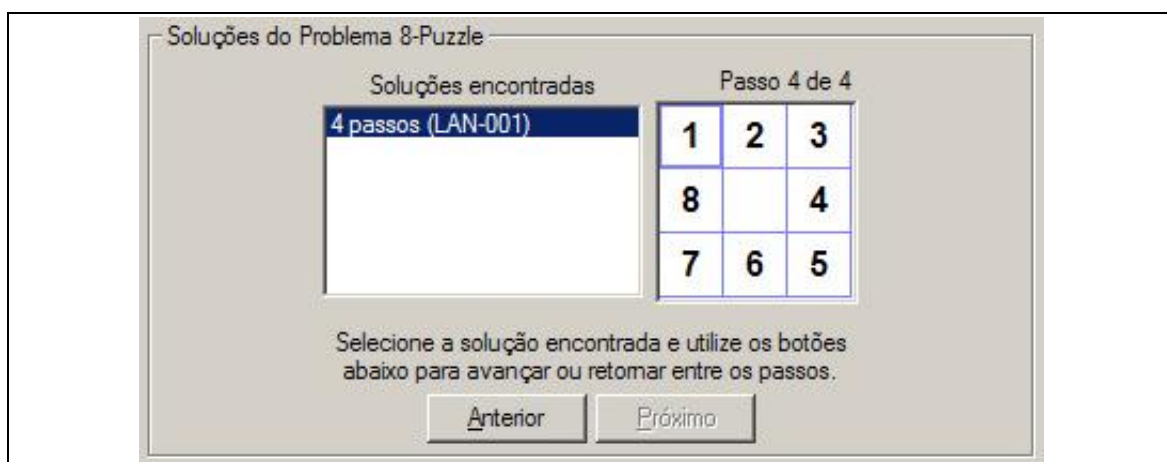 Soluções do Problema 8-Puzzle
Soluções encontradas
Passo 4 de 4
4 passos (LAN-001)
1 2 3
8 4
7 6 5
Selecione a solução encontrada e utilize os botões
abaixo para avançar ou retornar entre os passos.
Anterior
Próximo